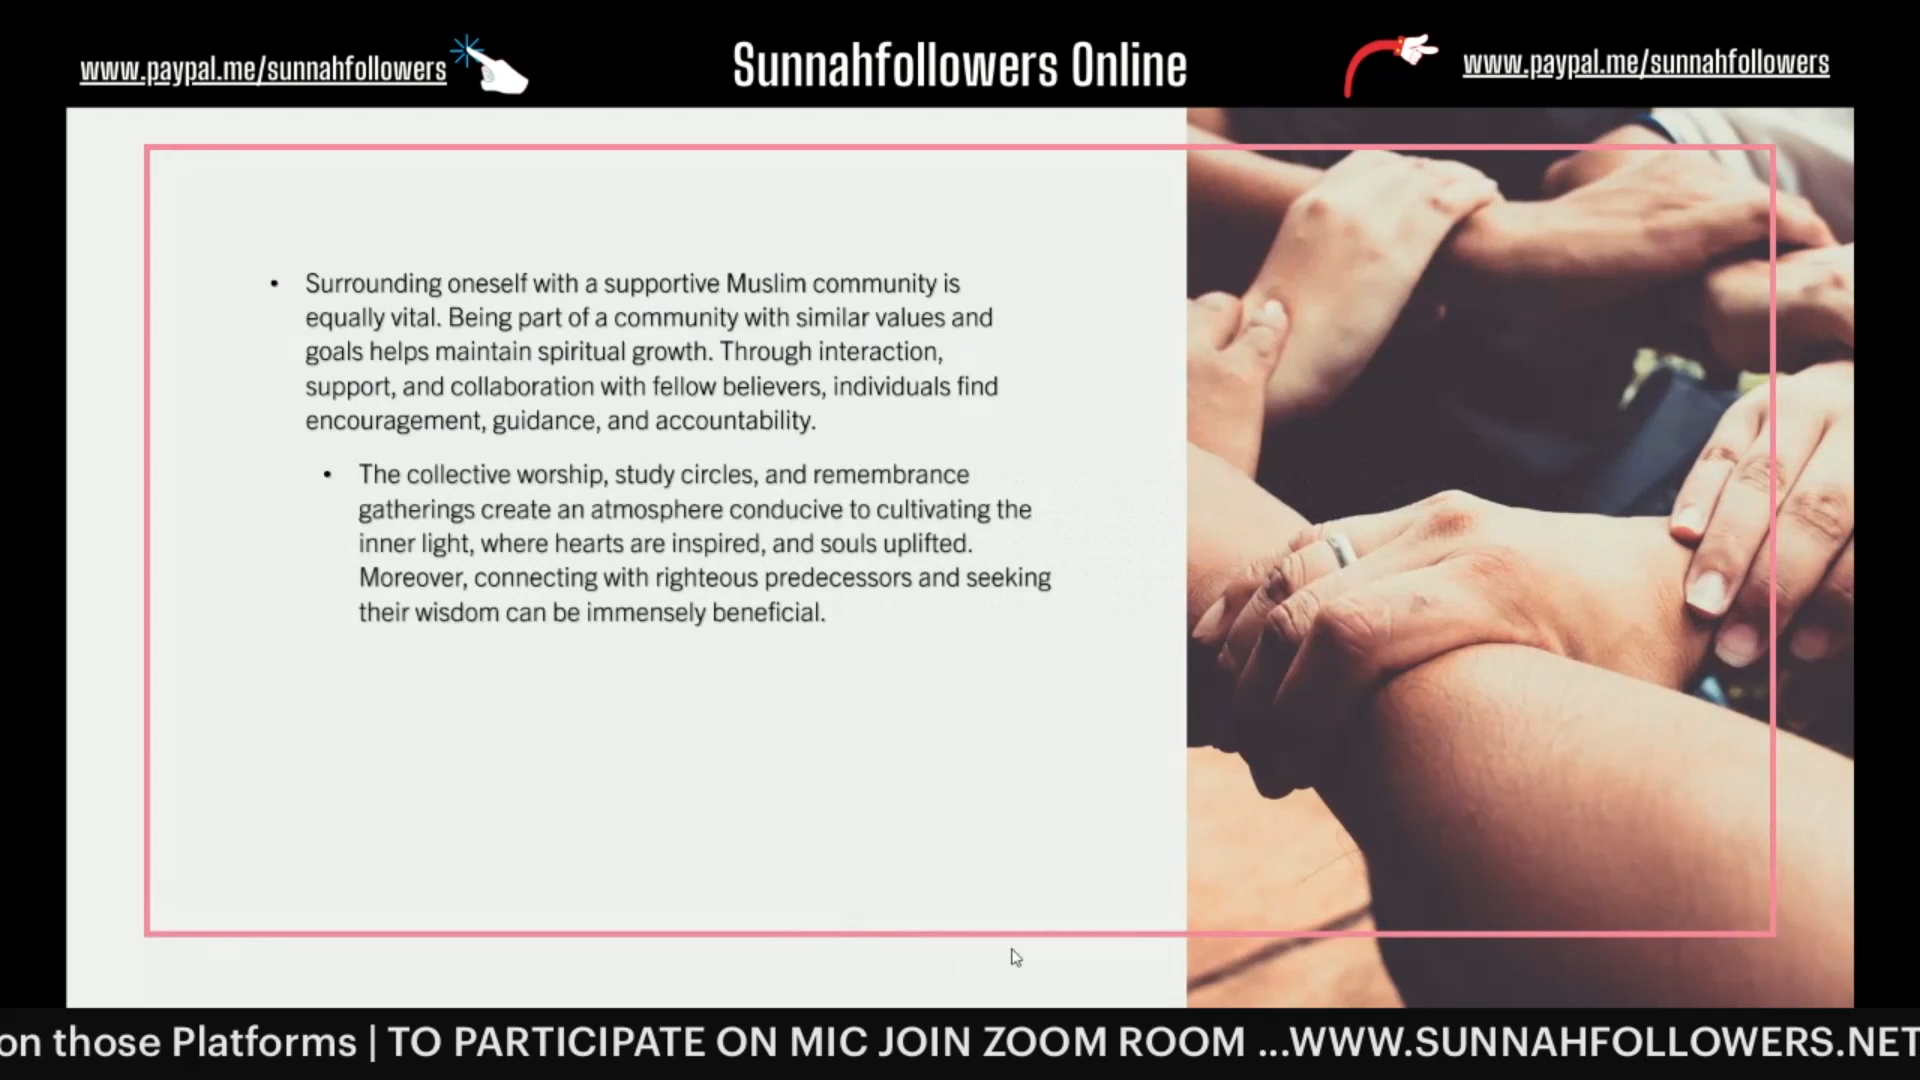 www.paypal.me/sunnahfollowers
Sunnahfollowers Online
www.paypal.me/sunnahfollowers
• Surrounding oneself with a supportive Muslim community is
equally vital. Being part of a community with similar values and
goals helps maintain spiritual growth. Through interaction,
support, and collaboration with fellow believers, individuals find
encouragement, guidance, and accountability.
• The collective worship, study circles, and remembrance
gatherings create an atmosphere conducive to cultivating the
inner light, where hearts are inspired, and souls uplifted.
Moreover, connecting with righteous predecessors and seeking
their wisdom can be immensely beneficial.
on those Platforms | TO PARTICIPATE ON MIC JOIN ZOOM ROOM ...WWW.SUNNAHFOLLOWERS.NET